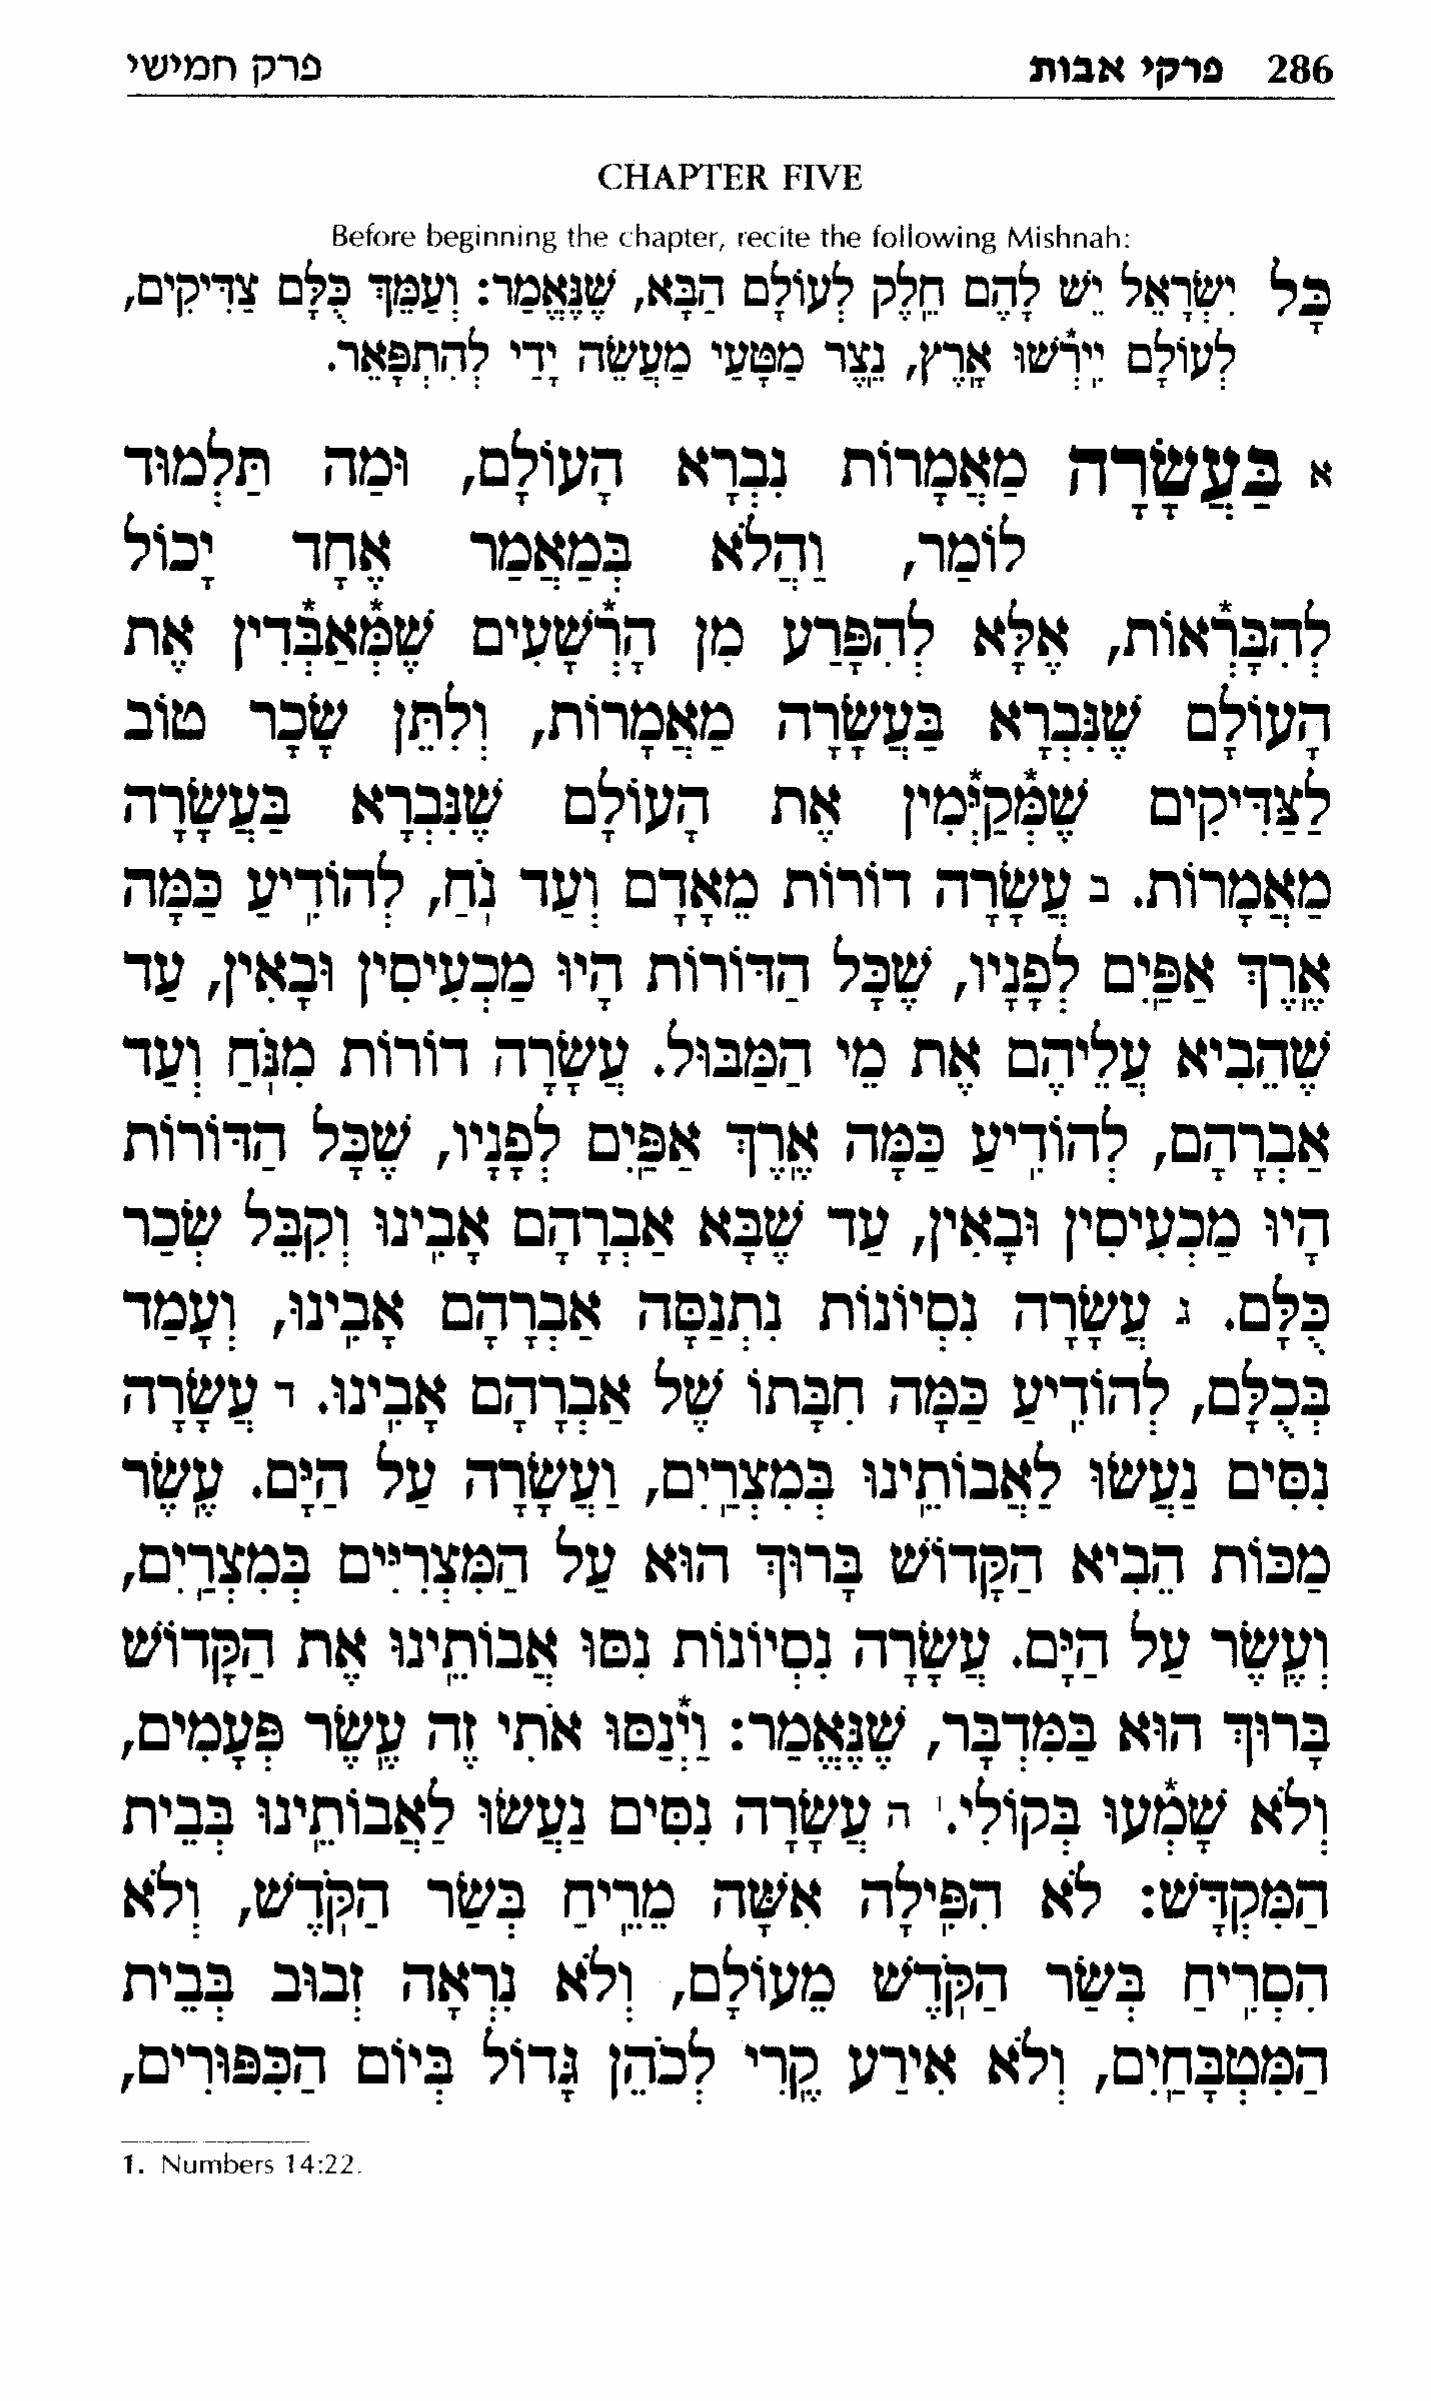 286 פרקי אבות פרק חמישי
CHAPTER FIVE
Before beginning the chapter, recite the following Mishnah:
כָּל יִשְׂרָאֵל יֵשׁ לָהֶם חֵֽלֶק לְעוֹלָם הַבָּא, שֶׁנֶּאֱמַר: וְעַמֵּךְ כֻּלָּם צַדִּיקִים,
לְעוֹלָם יִֽירְ֯שׁוּ אָֽרֶץ, נֵֽצֶר מַטָּעַי מַעֲשֵׂה יָדַי לְהִתְפָּאֵר.
א בַּעֲשָׂרָה מַאֲמָרוֹת נִבְרָא הָעוֹלָם, וּמַה תַּלְמוּד
לוֹמַר, וַהֲלֹא בְּמַאֲמַר אֶחָד יָכוֹל
לְהִבָּרְ*אוֹת, אֶלָּא לְהִפָּרַע מִן הָרְ*שָׁעִים שֶׁמְּ*אַבְּ*דִין אֶת
הָעוֹלָם שֶׁנִּבְרָא בַּעֲשָׂרָה מַאֲמָרוֹת, וְלִתֵּן שָׂכָר טוֹב
לַצַּדִּיקִים שֶׁמְּ*קַיְּ*מִין אֶת הָעוֹלָם שֶׁנִּבְרָא בַּעֲשָׂרָה
מַאֲמָרוֹת. ב עֲשָׂרָה דוֹרוֹת מֵאָדָם וְעַד נֹֽחַ, לְהוֹדִֽיעַ כַּמָּה
אֶֽרֶךְ אַפַּֽיִם לְפָנָיו, שֶׁכָּל הַדּוֹרוֹת הָיוּ מַכְעִיסִין וּבָאִין, עַד
שֶׁהֵבִיא עֲלֵיהֶם אֶת מֵי הַמַּבּוּל. עֲשָׂרָה דוֹרוֹת מִנֹּֽחַ וְעַד
אַבְרָהָם, לְהוֹדִֽיעַ כַּמָּה אֶֽרֶךְ אַפַּֽיִם לְפָנָיו, שֶׁכָּל הַדּוֹרוֹת
הָיוּ מַכְעִיסִין וּבָאִין, עַד שֶׁבָּא אַבְרָהָם אָבִֽינוּ וְקִבֵּל שְׂכַר
כֻּלָּם. ג עֲשָׂרָה נִסְיוֹנוֹת נִתְנַסָּה אַבְרָהָם אָבִֽינוּ, וְעָמַד
בְּכֻלָּם, לְהוֹדִֽיעַ כַּמָּה חִבָּתוֹ שֶׁל אַבְרָהָם אָבִֽינוּ. ד עֲשָׂרָה
נִסִּים נַעֲשׂוּ לַאֲבוֹתֵֽינוּ בְּמִצְרַֽיִם, וַעֲשָׂרָה עַל הַיָּם. עֶֽשֶׂר
מַכּוֹת הֵבִיא הַקָּדוֹשׁ בָּרוּךְ הוּא עַל הַמִּצְרִיִּים בְּמִצְרַֽיִם,
וְעֶֽשֶׂר עַל הַיָּם. עֲשָׂרָה נִסְיוֹנוֹת נִסּוּ אֲבוֹתֵֽינוּ אֶת הַקָּדוֹשׁ
בָּרוּךְ הוּא בַּמִּדְבָּר, שֶׁנֶּאֱמַר: וַיְ*נַסּוּ אֹתִי זֶה עֶֽשֶׂר פְּעָמִים,
וְלֹא שָׁמְ*עוּ בְּקוֹלִי.¹ ה עֲשָׂרָה נִסִּים נַעֲשׂוּ לַאֲבוֹתֵֽינוּ בְּבֵית
הַמִּקְדָּשׁ: לֹא הִפִּֽילָה אִשָּׁה מֵרֵֽיחַ בְּשַׂר הַקֹּֽדֶשׁ, וְלֹא
הִסְרִֽיחַ בְּשַׂר הַקֹּֽדֶשׁ מֵעוֹלָם, וְלֹא נִרְאָה זְבוּב בְּבֵית
הַמִּטְבָּחַֽיִם, וְלֹא אִירַע קֶֽרִי לְכֹהֵן גָּדוֹל בְּיוֹם הַכִּפּוּרִים,
1. Numbers 14:22.